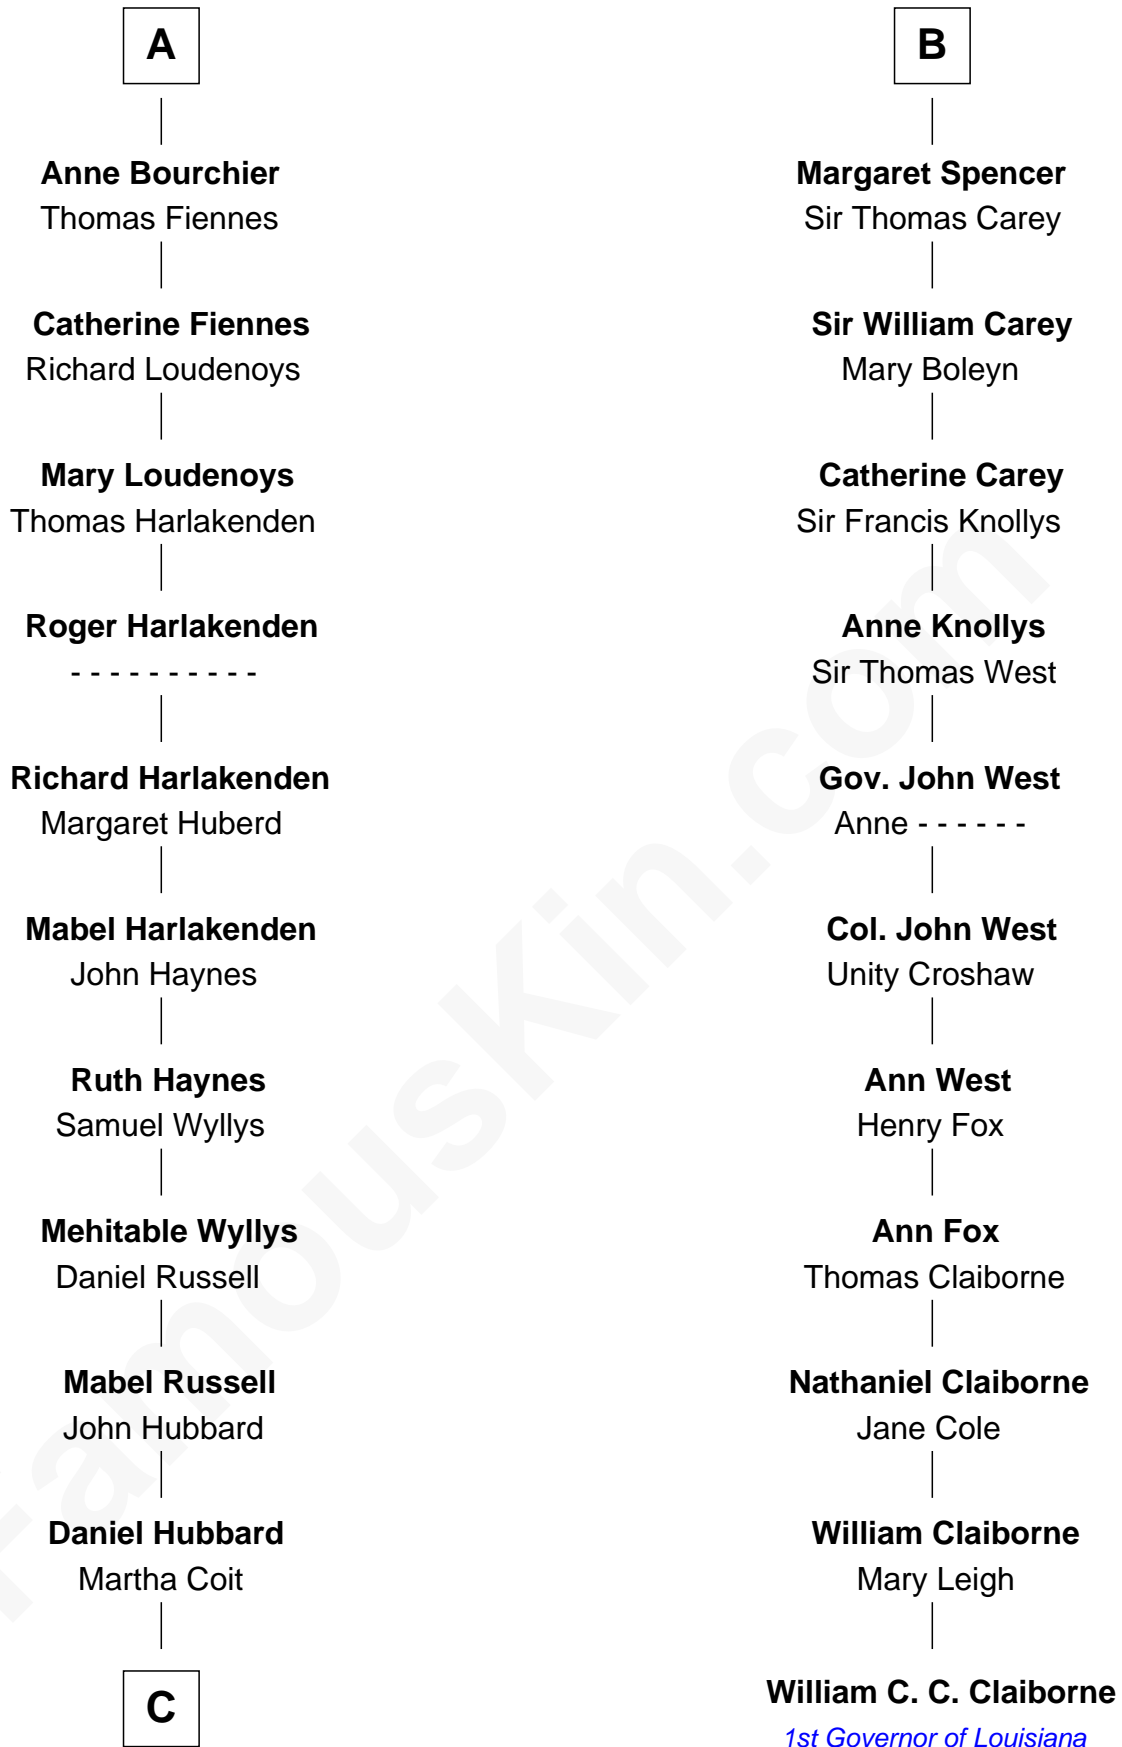 A
Anne Bourchier
Thomas Fiennes
Catherine Fiennes
Richard Loudenoys
Mary Loudenoys
Thomas Harlakenden
Roger Harlakenden
- - - - - - - - - -
Richard Harlakenden
Margaret Huberd
Mabel Harlakenden
John Haynes
Ruth Haynes
Samuel Wyllys
Mehitable Wyllys
Daniel Russell
Mabel Russell
John Hubbard
Daniel Hubbard
Martha Coit
C
B
Margaret Spencer
Sir Thomas Carey
Sir William Carey
Mary Boleyn
Catherine Carey
Sir Francis Knollys
Anne Knollys
Sir Thomas West
Gov. John West
Anne - - - - - -
Col. John West
Unity Croshaw
Ann West
Henry Fox
Ann Fox
Thomas Claiborne
Nathaniel Claiborne
Jane Cole
William Claiborne
Mary Leigh
William C. C. Claiborne
1st Governor of Louisiana
FamousKin.com